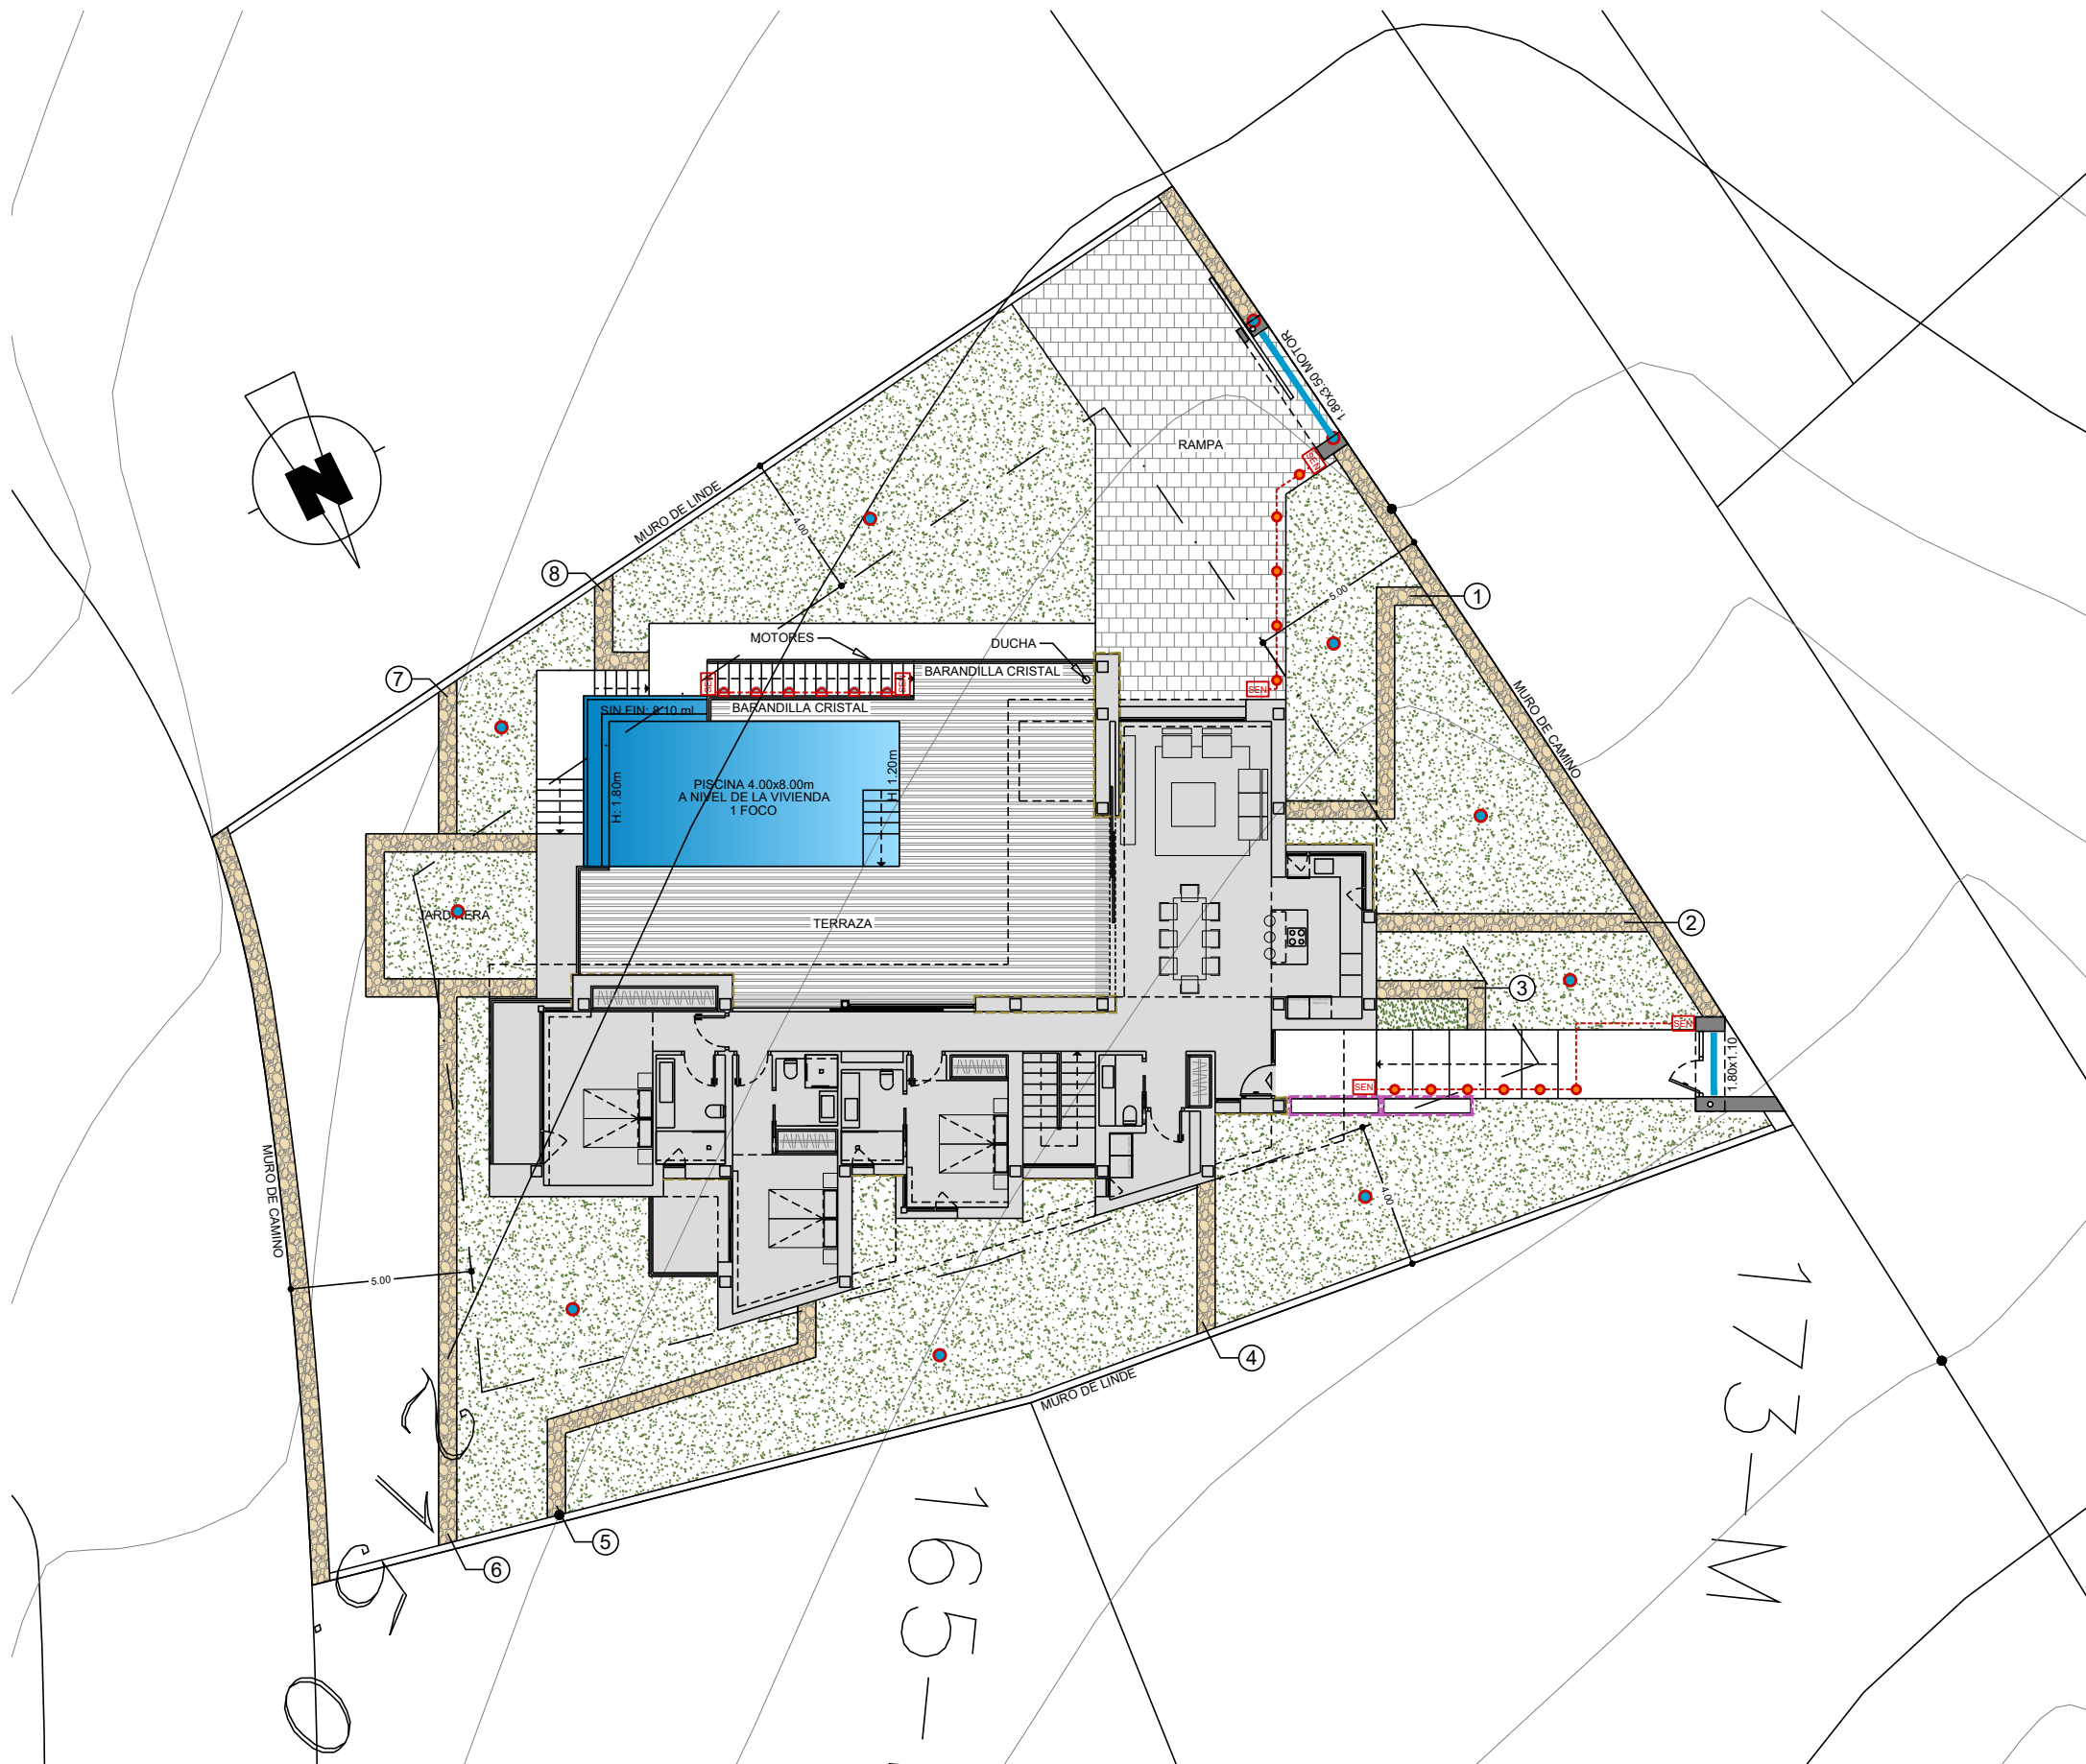 1.80x3.50 MOTOR
RAMPA
MURO DE LINDE
4.00
N
SEN
8
1
5.00
MOTORES
DUCHA
BARANDILLA CRISTAL
7
SEN
SEN
SEN
SIN FIN: 8'10 ml
BARANDILLA CRISTAL
MURO DE CAMINO
H: 1.80m
PISCINA 4.00x8.00m
A NIVEL DE LA VIVIENDA
1 FOCO
H: 1.20m
JARDINERA
TERRAZA
2
3
SEN
SEN
1.80x1.10
MURO DE CAMINO
4.00
5.00
4
MURO DE LINDE
5
6
173-M
165-